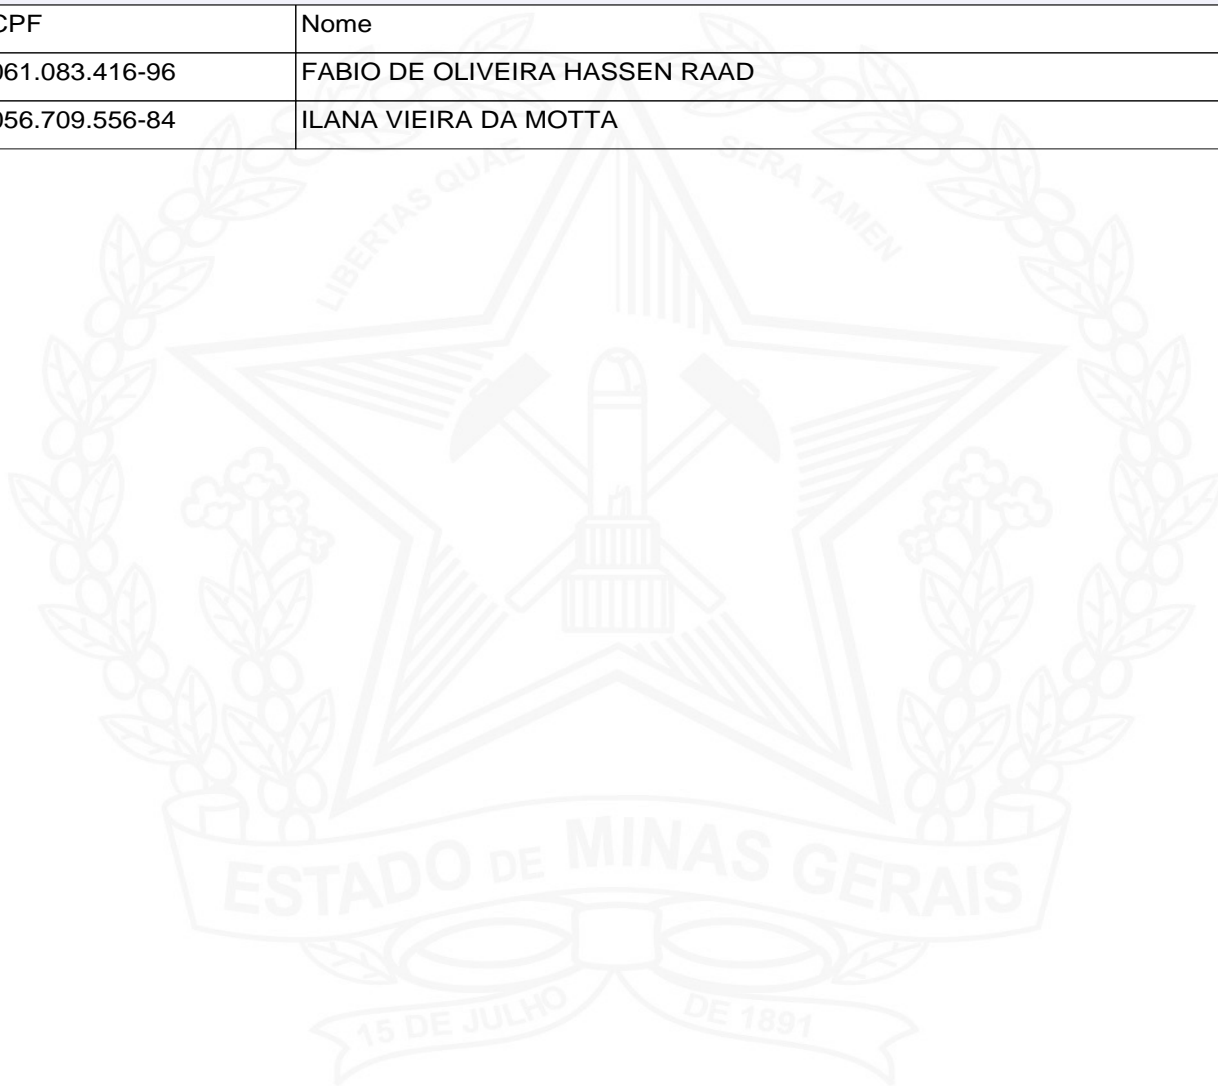 CPF Nome
061.083.416-96 FABIO DE OLIVEIRA HASSEN RAAD
056.709.556-84 ILANA VIEIRA DA MOTTA
LIBERTAS QUAE SERA TAMEN
ESTADO DE MINAS GERAIS
15 DE JULHO DE 1891